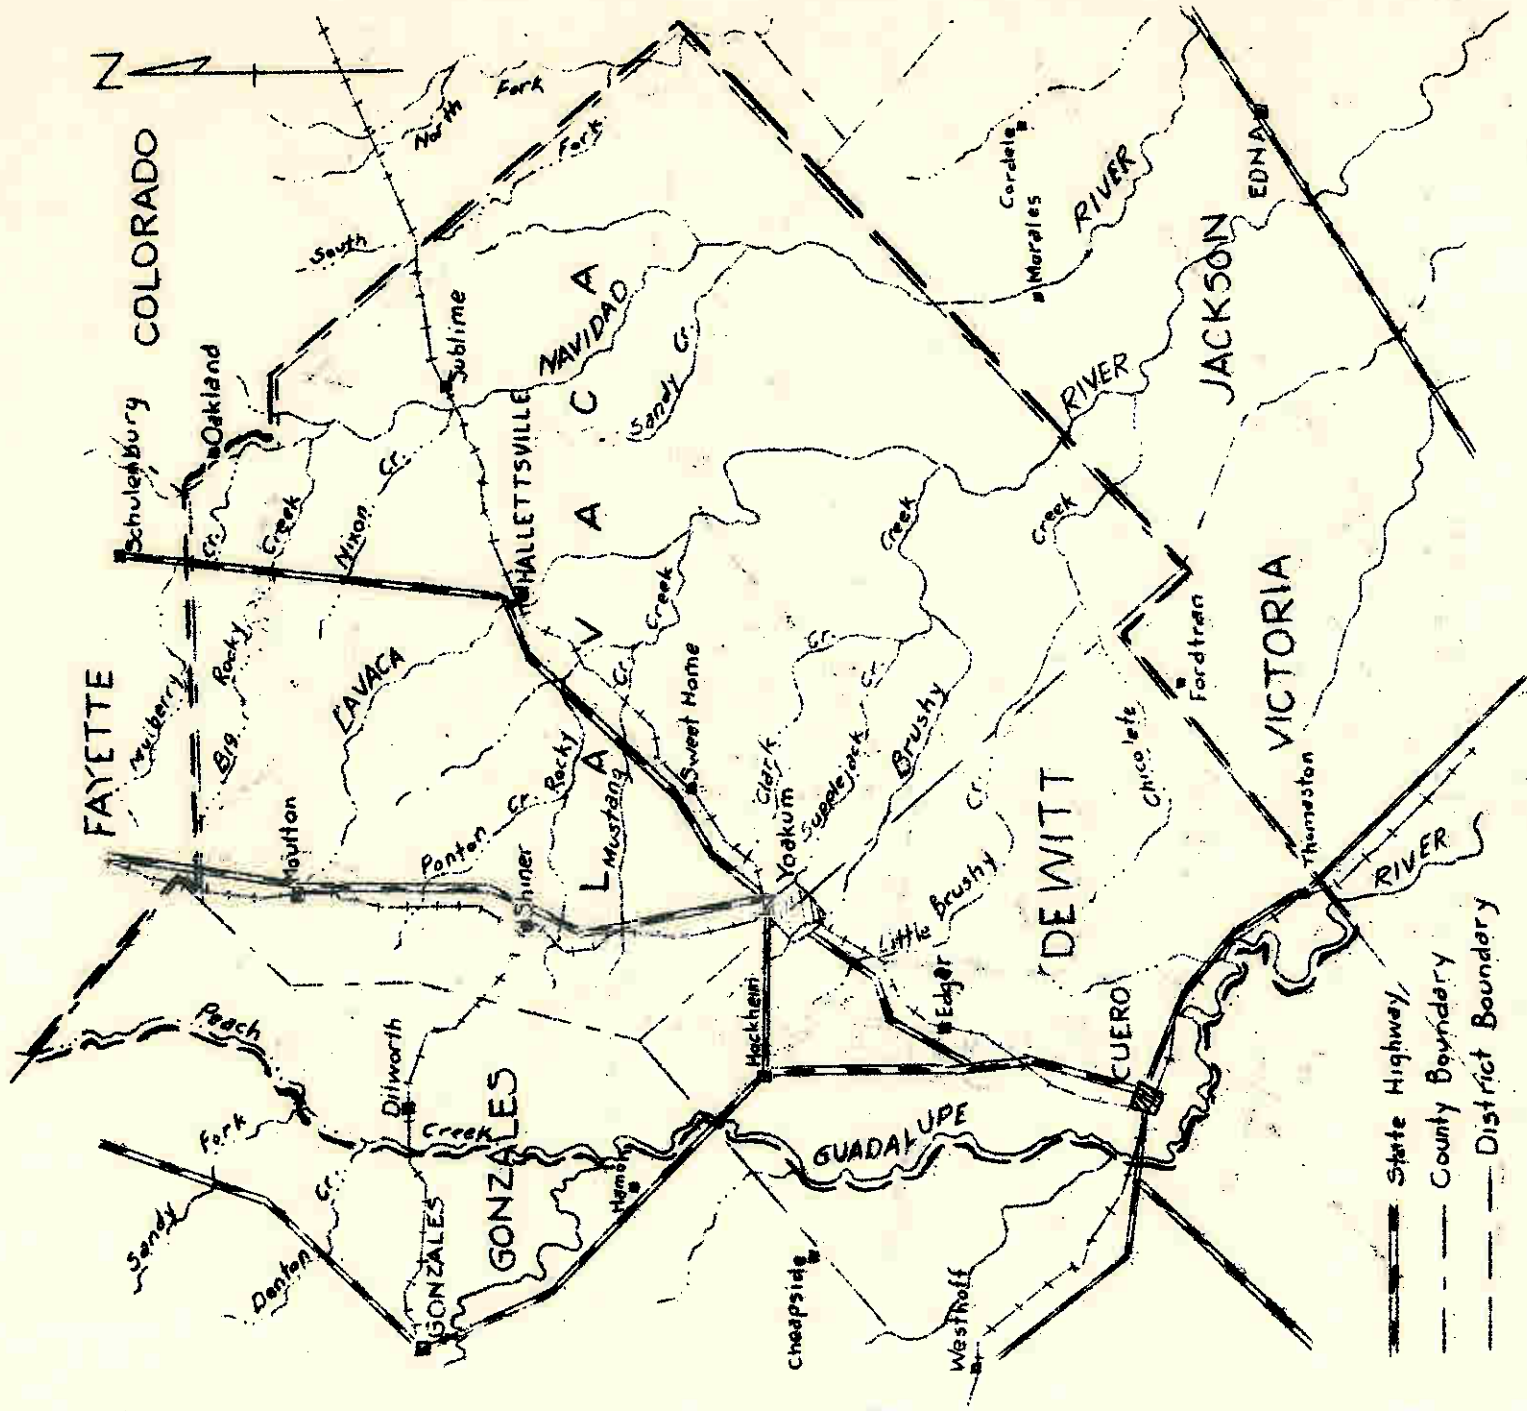 N
COLORADO
FAYETTE
Schulenburg
Oakland
North
Fork
South
Fork
Sublime
NAVIDAD
Sandy
Cr.
HALLETTSVILLE
Cr.
Creek
Nixon
Cr.
Big
Rocky
LAVACA
Moulton
Ponton
Cr.
Shiner
Rocky
Creek
Mustang
Cr.
L A V A C A
Sweet Home
Clark
Cr.
Yoakum
Supplejack
Cr.
Brushy
Creek
Cordele
Morales
RIVER
EDNA
JACKSON
RIVER
Creek
Chicolete
Fordtran
VICTORIA
Thomaston
RIVER
DEWITT
Little
Brushy
Cr.
Edgar
Hockheim
CUERO
Peach
Creek
Dilworth
Sandy
Fork
Denton
Cr.
GONZALES
GONZALES
Hamon
GUADALUPE
Cheapside
Westhoff
State Highway
County Boundary
District Boundary